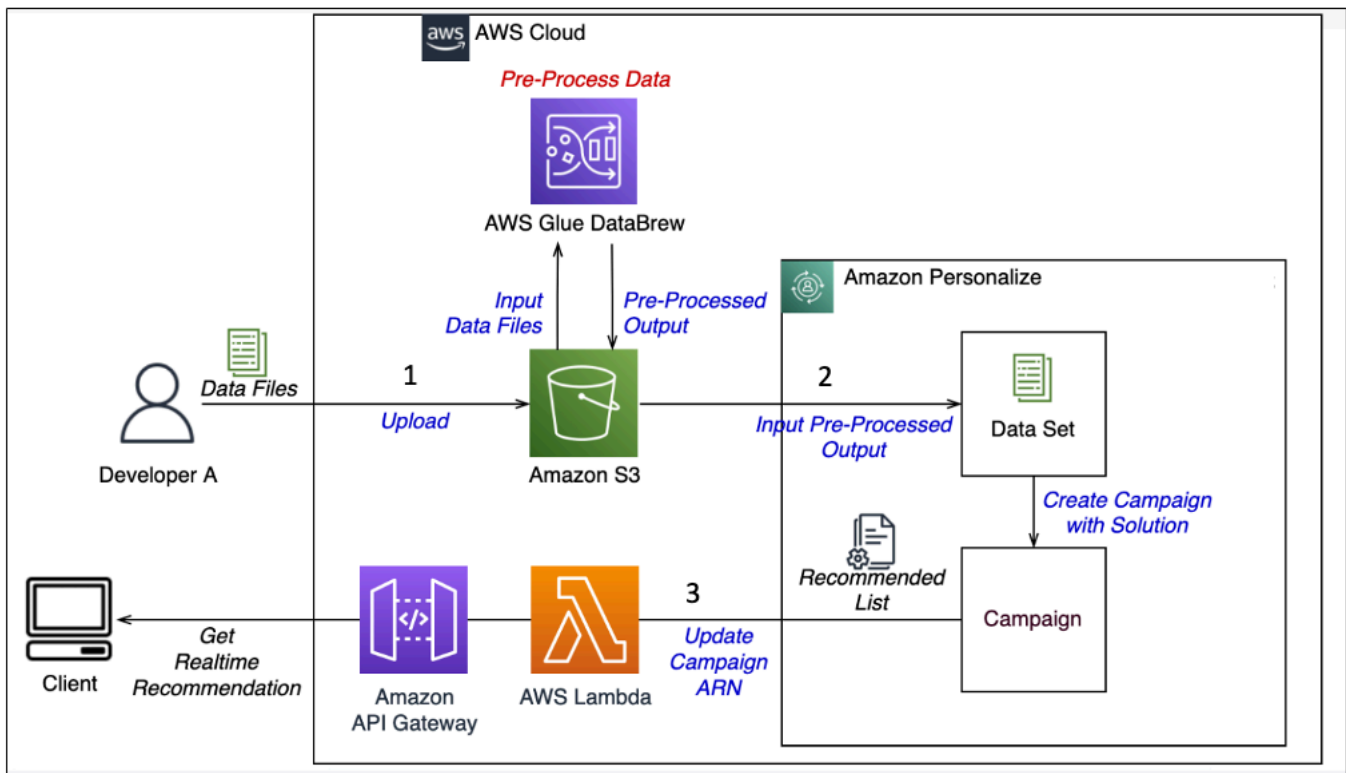 aws
AWS Cloud
Pre-Process Data
AWS Glue DataBrew
Amazon Personalize
Input
Data Files
Pre-Processed
Output
Data Files
1
Upload
2
Input Pre-Processed
Output
Data Set
Developer A
Amazon S3
Create Campaign
with Solution
Recommended
List
3
Update
Campaign
ARN
Campaign
</>
Get
Realtime
Recommendation
Client
Amazon
API Gateway
AWS Lambda